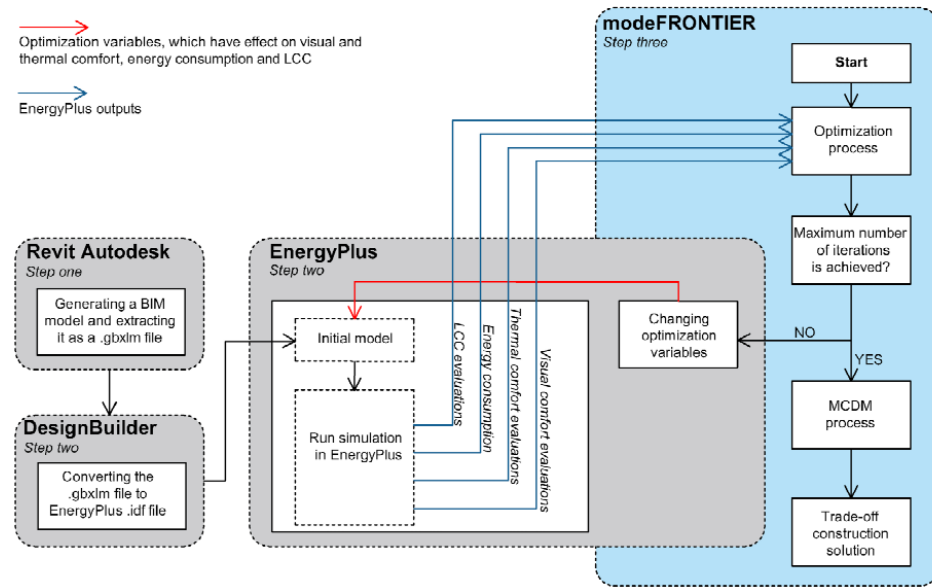 Optimization variables, which have effect on visual and
thermal comfort, energy consumption and LCC
EnergyPlus outputs
modeFRONTIER
Step three
Start
Optimization
process
Maximum number
of iterations
is achieved?
NO
YES
MCDM
process
Trade-off
construction
solution
Revit Autodesk
Step one
Generating a BIM
model and extracting
it as a .gbxlm file
DesignBuilder
Step two
Converting the
.gbxlm file to
EnergyPlus .idf file
EnergyPlus
Step two
Initial model
Run simulation
in EnergyPlus
LCC evaluations
Energy consumption
Thermal comfort evaluations
Visual comfort evaluations
Changing
optimization
variables